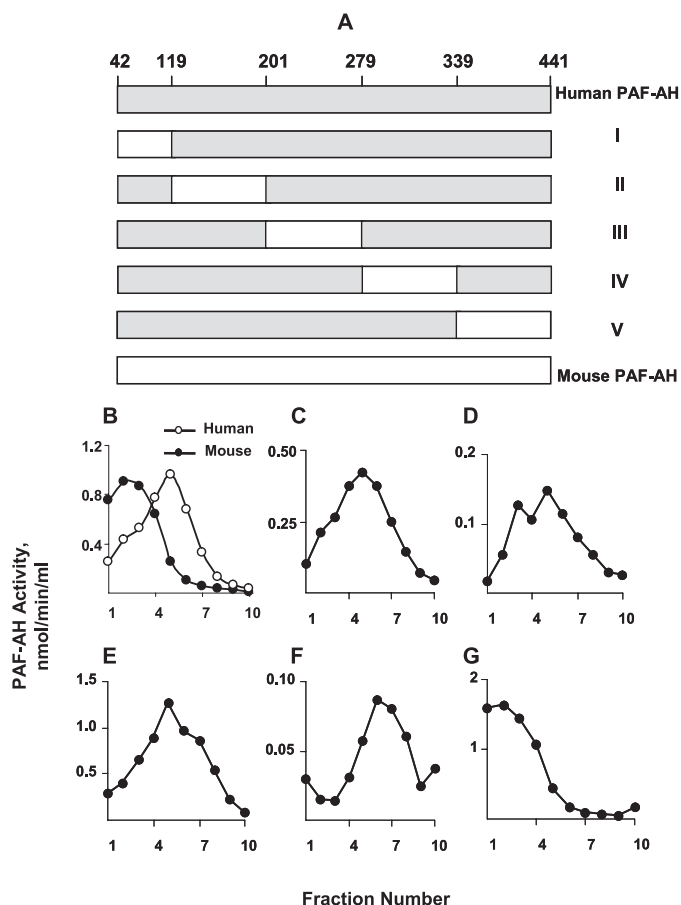 A
42 119 201 279 339 441
Human PAF-AH
I
II
III
IV
V
Mouse PAF-AH
B
Human
Mouse
1.2
0.8
0.4
1 4 7 10
C
0.50
0.25
1 4 7 10
D
0.2
0.1
1 4 7 10
PAF-AH Activity,
nmol/min/ml
E
1.5
1.0
0.5
1 4 7 10
F
0.10
0.05
1 4 7 10
G
2
1
1 4 7 10
Fraction Number